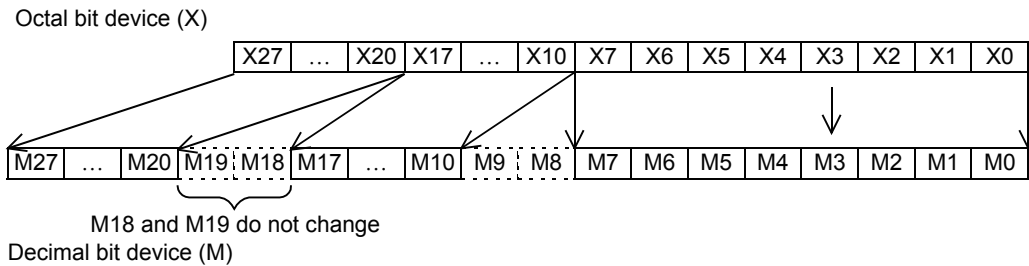 Octal bit device (X)
X27 … X20 X17 … X10 X7 X6 X5 X4 X3 X2 X1 X0
M27 … M20 M19 M18 M17 … M10 M9 M8 M7 M6 M5 M4 M3 M2 M1 M0
M18 and M19 do not change
Decimal bit device (M)